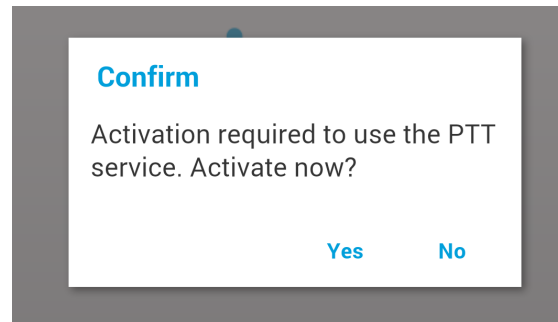 Confirm
Activation required to use the PTT
service. Activate now?
Yes No